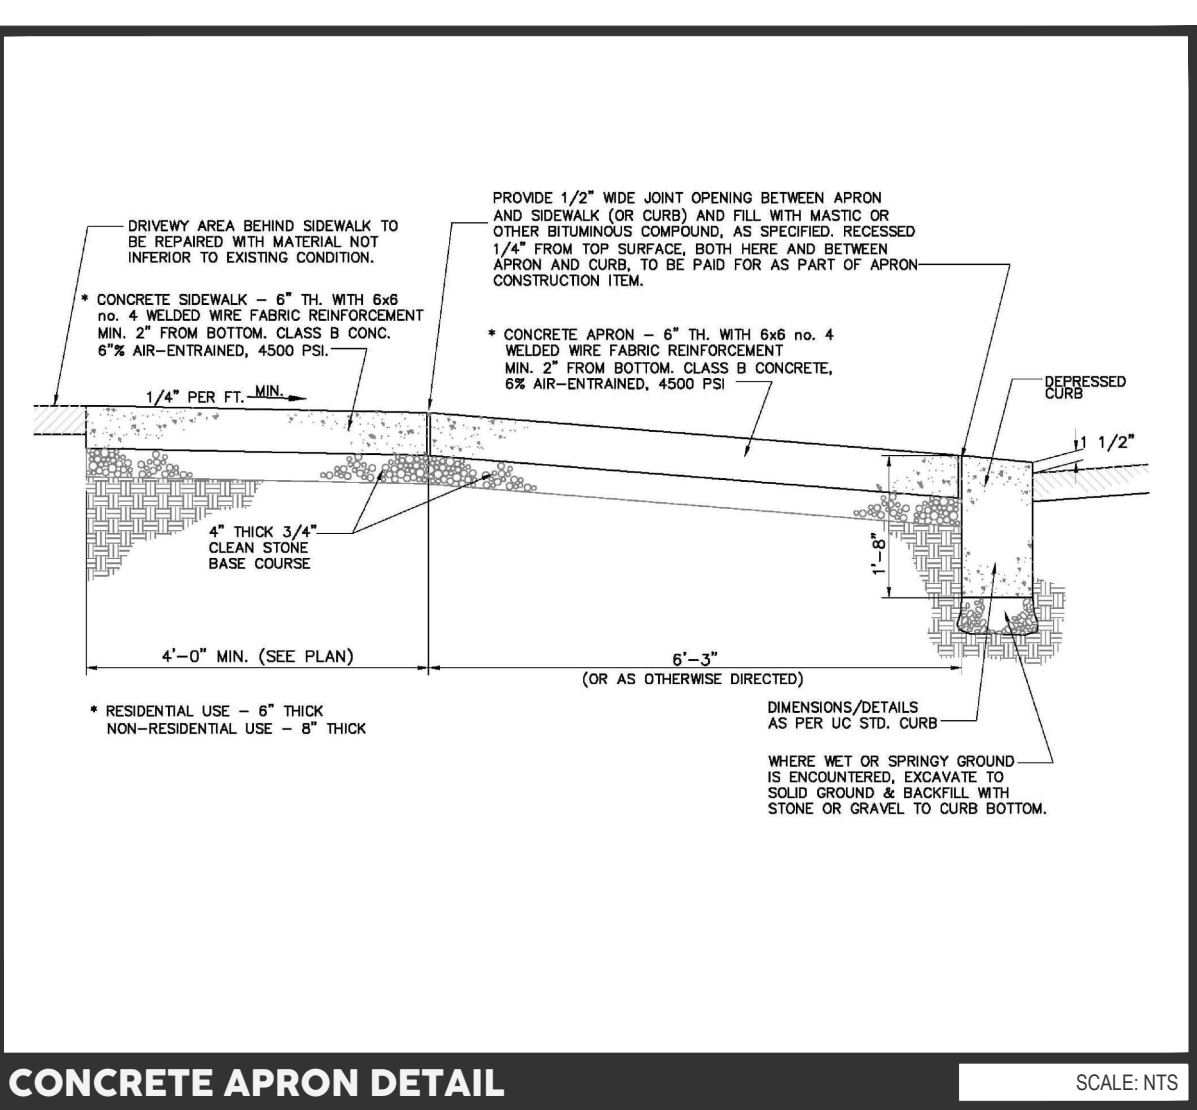 PROVIDE 1/2" WIDE JOINT OPENING BETWEEN APRON
AND SIDEWALK (OR CURB) AND FILL WITH MASTIC OR
OTHER BITUMINOUS COMPOUND, AS SPECIFIED. RECESSED
1/4" FROM TOP SURFACE, BOTH HERE AND BETWEEN
APRON AND CURB, TO BE PAID FOR AS PART OF APRON
CONSTRUCTION ITEM.
DRIVEWY AREA BEHIND SIDEWALK TO
BE REPAIRED WITH MATERIAL NOT
INFERIOR TO EXISTING CONDITION.
* CONCRETE SIDEWALK – 6" TH. WITH 6x6
no. 4 WELDED WIRE FABRIC REINFORCEMENT
MIN. 2" FROM BOTTOM. CLASS B CONC.
6"% AIR–ENTRAINED, 4500 PSI.
* CONCRETE APRON – 6" TH. WITH 6x6 no. 4
WELDED WIRE FABRIC REINFORCEMENT
MIN. 2" FROM BOTTOM. CLASS B CONCRETE,
6% AIR–ENTRAINED, 4500 PSI
1/4" PER FT. MIN.
DEPRESSED
CURB
1 1/2"
4" THICK 3/4"
CLEAN STONE
BASE COURSE
1'–8"
4'–0" MIN. (SEE PLAN)
6'–3"
(OR AS OTHERWISE DIRECTED)
* RESIDENTIAL USE – 6" THICK
NON–RESIDENTIAL USE – 8" THICK
DIMENSIONS/DETAILS
AS PER UC STD. CURB
WHERE WET OR SPRINGY GROUND
IS ENCOUNTERED, EXCAVATE TO
SOLID GROUND & BACKFILL WITH
STONE OR GRAVEL TO CURB BOTTOM.
CONCRETE APRON DETAIL
SCALE: NTS